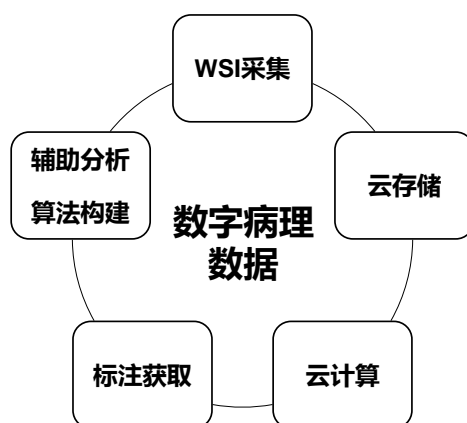 WSI采集
辅助分析
算法构建
云存储
数字病理
数据
标注获取
云计算